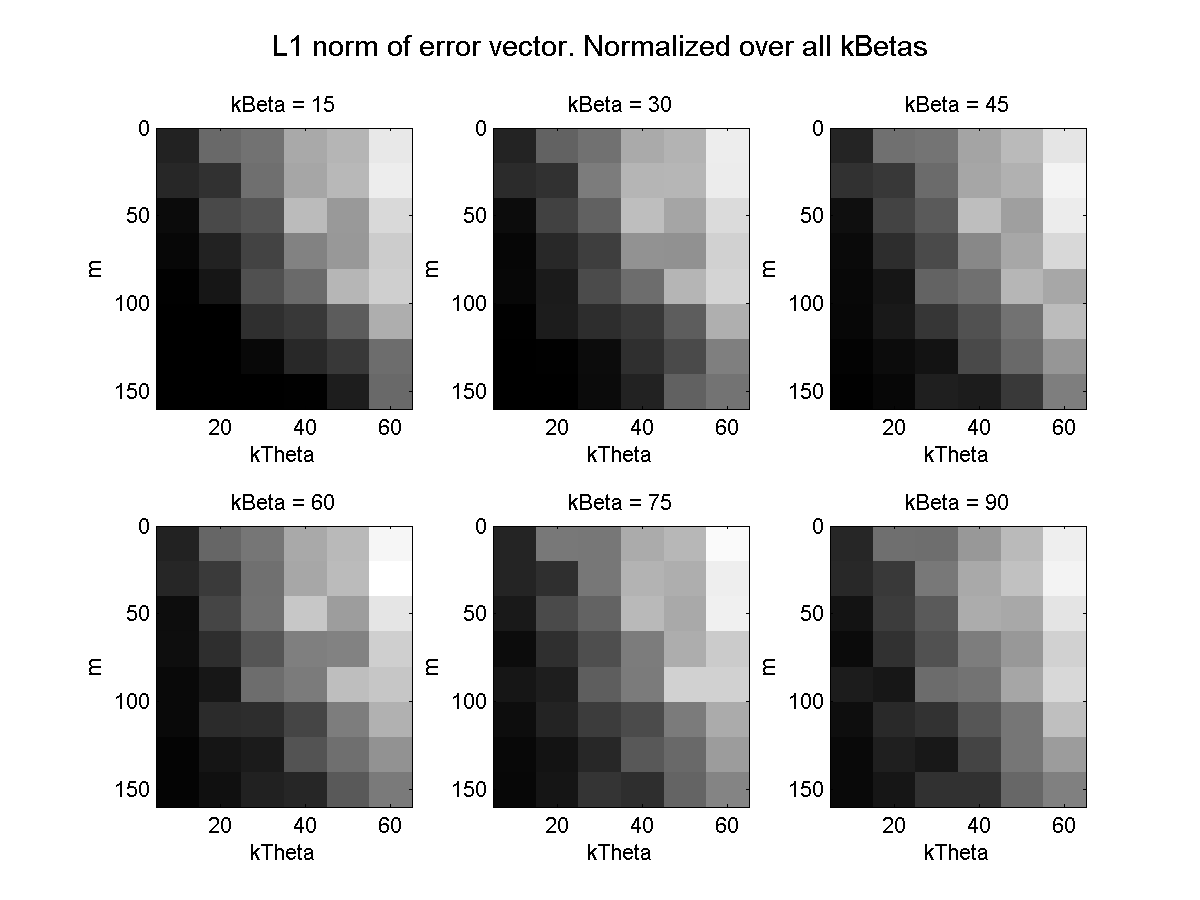 L1 norm of error vector. Normalized over all kBetas
kBeta = 15
0
50
100
150
m
20 40 60
kTheta
kBeta = 30
0
50
100
150
m
20 40 60
kTheta
kBeta = 45
0
50
100
150
m
20 40 60
kTheta
kBeta = 60
0
50
100
150
m
20 40 60
kTheta
kBeta = 75
0
50
100
150
m
20 40 60
kTheta
kBeta = 90
0
50
100
150
m
20 40 60
kTheta